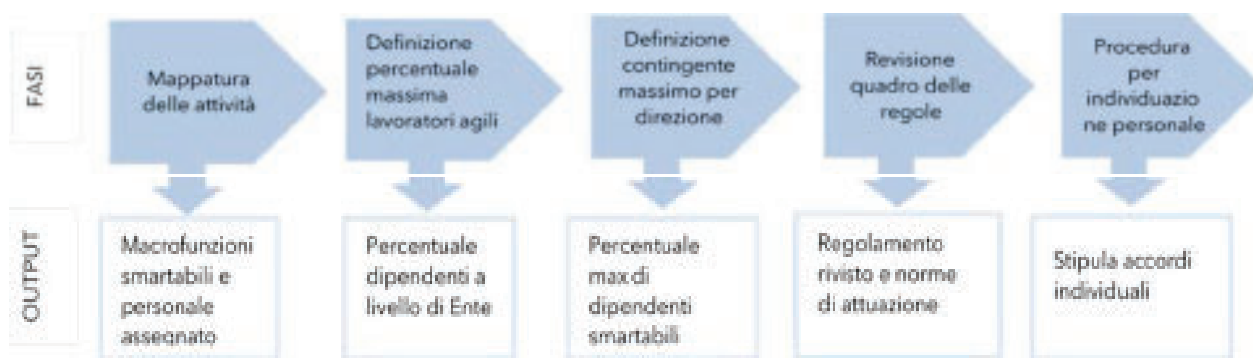 FASI
Mappatura
delle attività
Definizione
percentuale
massima
lavoratori agili
Definizione
contingente
massimo per
direzione
Revisione
quadro delle
regole
Procedura
per
individuazio
ne personale
OUTPUT
Macrofunzioni
smartabili e
personale
assegnato
Percentuale
dipendenti a
livello di Ente
Percentuale
max di
dipendenti
smartabili
Regolamento
rivisto e norme
di attuazione
Stipula accordi
individuali